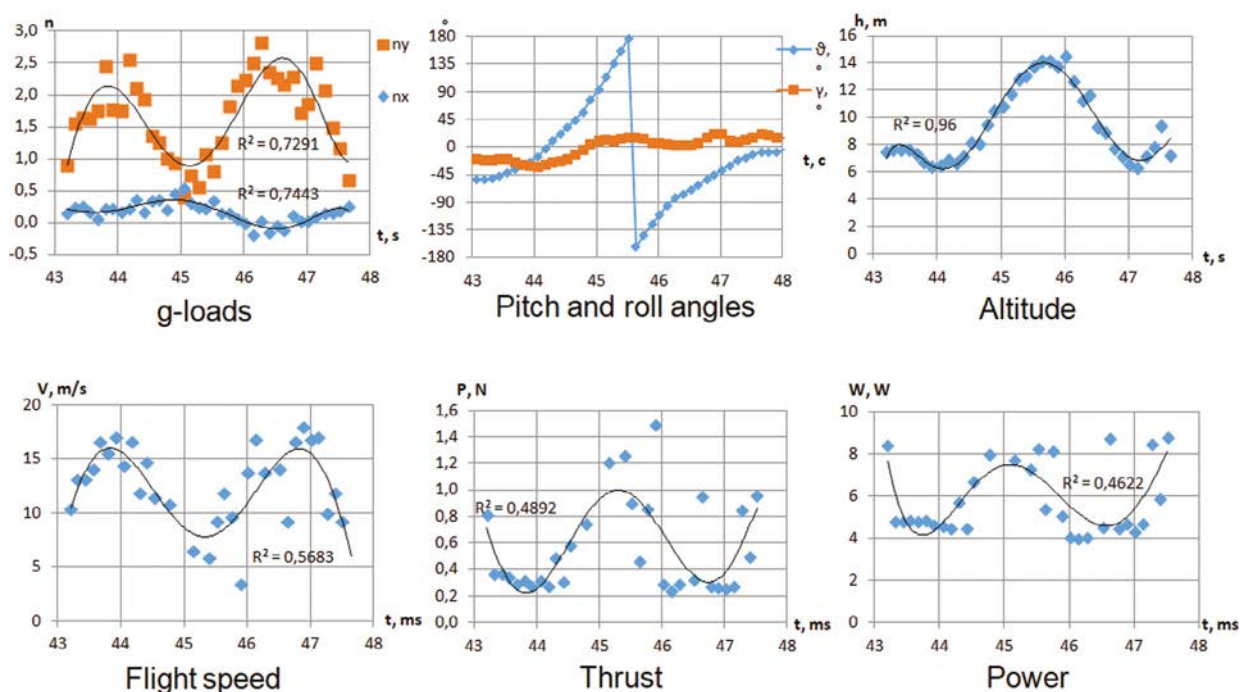 n
3,0
2,5
2,0
1,5
1,0
0,5
0,0
-0,5
43 44 45 46 47 48
t, s
R² = 0,7291
R² = 0,7443
ny
nx
g-loads
°
180
135
90
45
0
-45
-90
-135
-180
43 44 45 46 47 48
t, c
ϑ,
°
γ,
°
Pitch and roll angles
h, m
16
14
12
10
8
6
4
2
0
43 44 45 46 47 48
t, s
R² = 0,96
Altitude
V, m/s
20
15
10
5
0
43 44 45 46 47 48
t, ms
R² = 0,5683
Flight speed
P, N
1,6
1,4
1,2
1,0
0,8
0,6
0,4
0,2
0,0
43 44 45 46 47 48
t, ms
R² = 0,4892
Thrust
W, W
10
8
6
4
2
0
43 44 45 46 47 48
t, ms
R² = 0,4622
Power